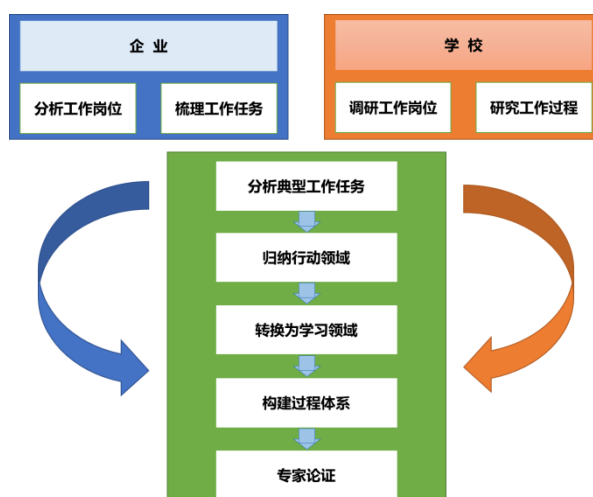 企 业
学 校
分析工作岗位
梳理工作任务
调研工作岗位
研究工作过程
分析典型工作任务
归纳行动领域
转换为学习领域
构建过程体系
专家论证